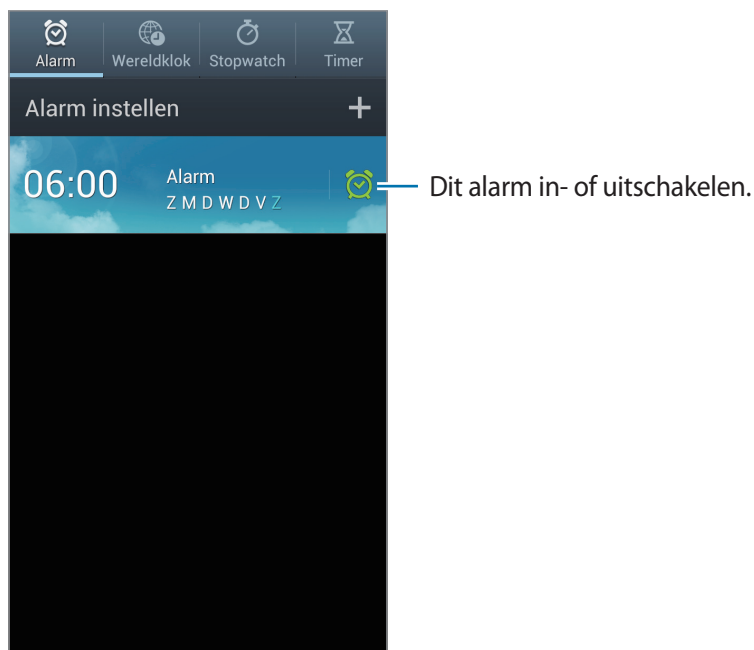 Alarm Wereldklok Stopwatch Timer
Alarm instellen +
06:00 Alarm
Z M D W D V Z
Dit alarm in- of uitschakelen.